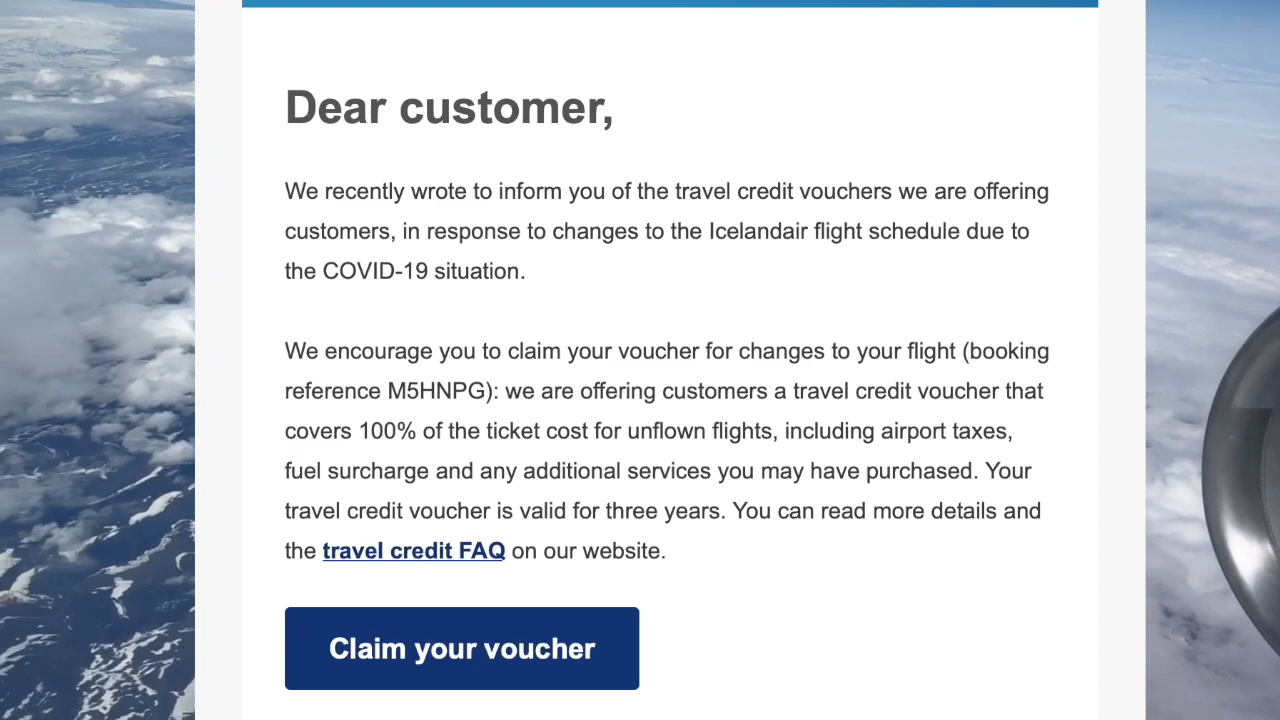 Dear customer,
We recently wrote to inform you of the travel credit vouchers we are offering
customers, in response to changes to the Icelandair flight schedule due to
the COVID-19 situation.
We encourage you to claim your voucher for changes to your flight (booking
reference M5HNPG): we are offering customers a travel credit voucher that
covers 100% of the ticket cost for unflown flights, including airport taxes,
fuel surcharge and any additional services you may have purchased. Your
travel credit voucher is valid for three years. You can read more details and
the travel credit FAQ on our website.
Claim your voucher